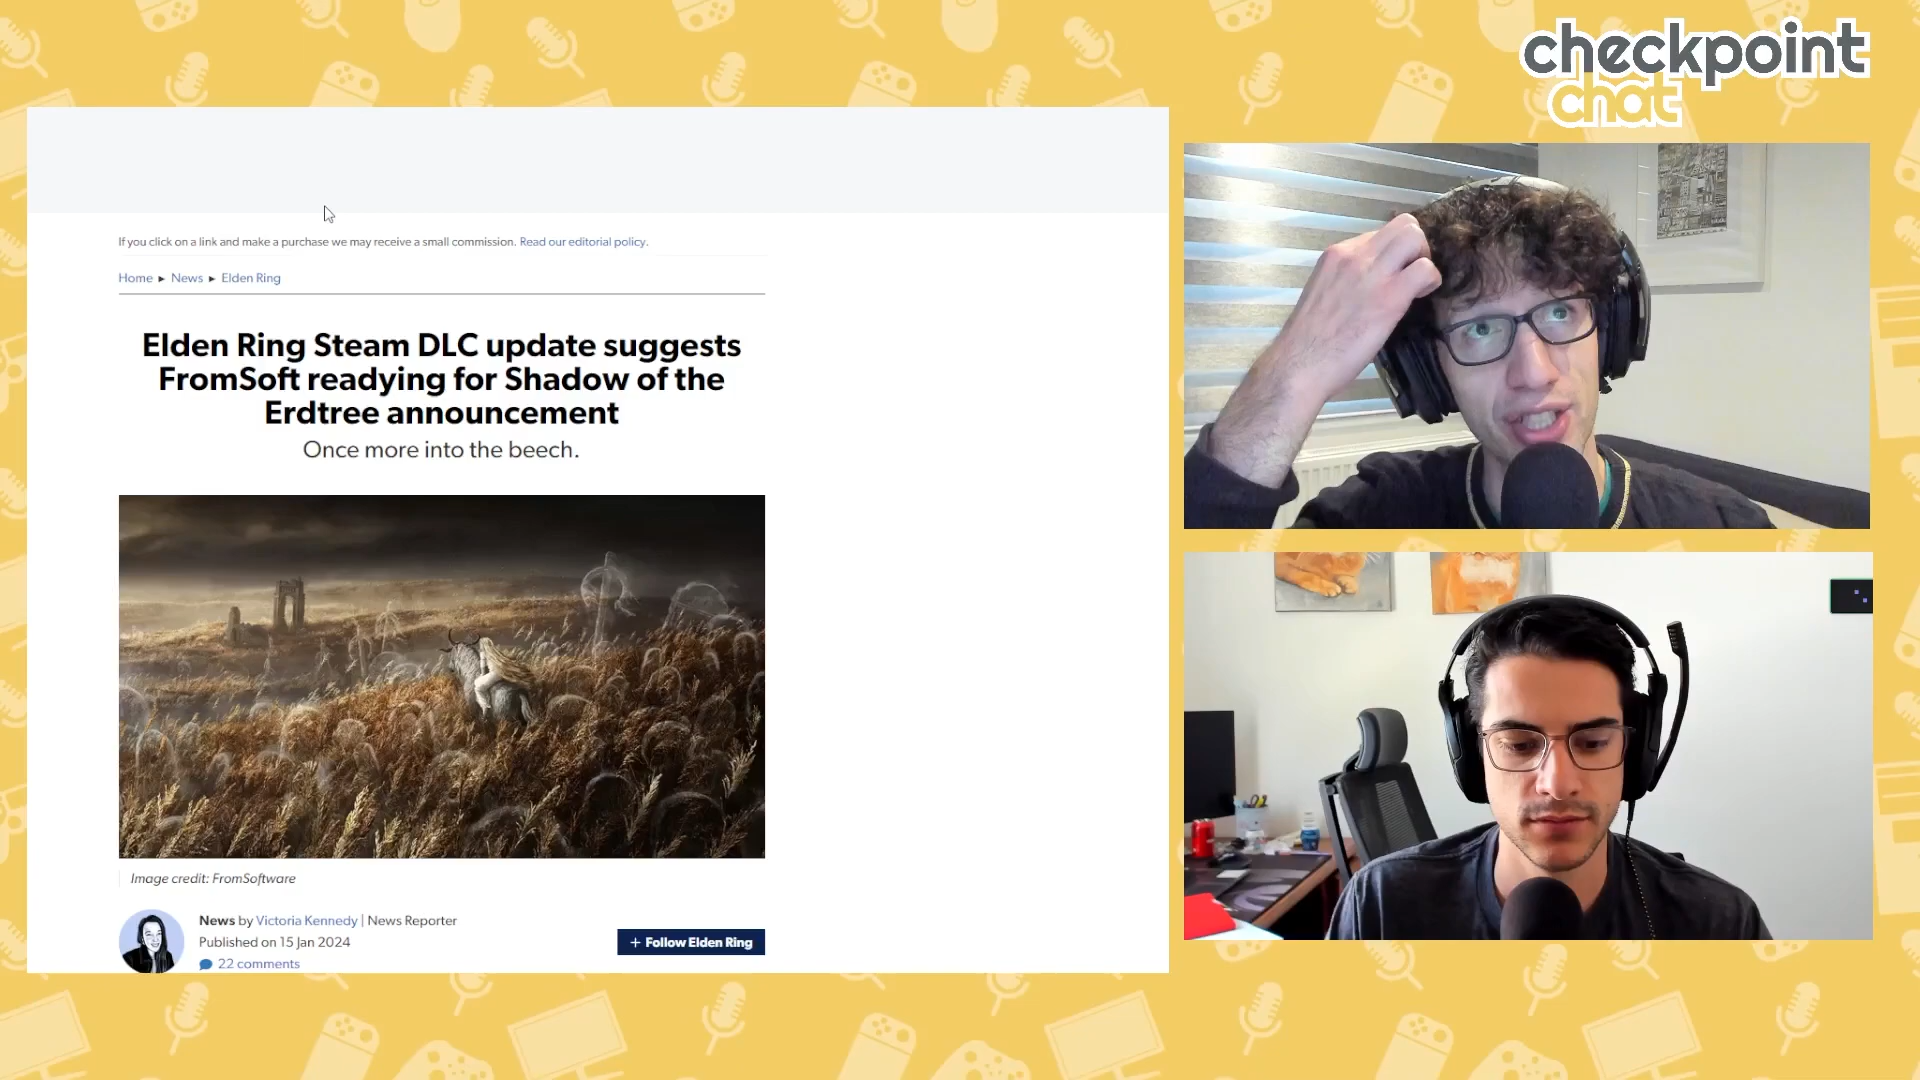 checkpoint
chat
If you click on a link and make a purchase we may receive a small commission. Read our editorial policy.
Home ▸ News ▸ Elden Ring
Elden Ring Steam DLC update suggests
FromSoft readying for Shadow of the
Erdtree announcement
Once more into the beech.
Image credit: FromSoftware
News by Victoria Kennedy | News Reporter
Published on 15 Jan 2024
22 comments
+ Follow Elden Ring